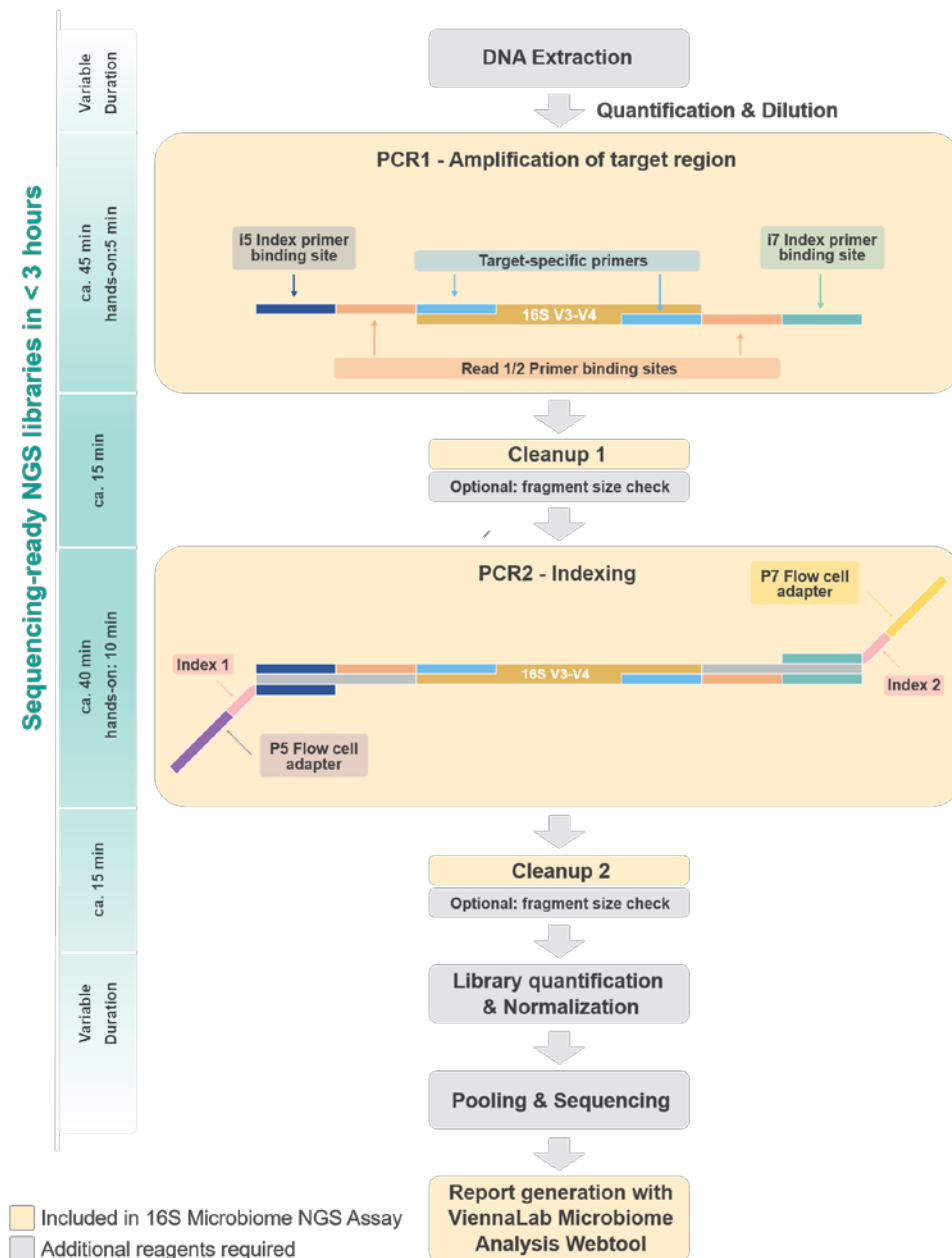 Sequencing-ready NGS libraries in < 3 hours
Variable
Duration
DNA Extraction
Quantification & Dilution
ca. 45 min
hands-on:5 min
PCR1 - Amplification of target region
i5 Index primer
binding site
Target-specific primers
i7 Index primer
binding site
16S V3-V4
Read 1/2 Primer binding sites
ca. 15 min
Cleanup 1
Optional: fragment size check
ca. 40 min
hands-on: 10 min
PCR2 - Indexing
P7 Flow cell
adapter
Index 1
16S V3-V4
Index 2
P5 Flow cell
adapter
ca. 15 min
Cleanup 2
Optional: fragment size check
Variable
Duration
Library quantification
& Normalization
Pooling & Sequencing
Report generation with
ViennaLab Microbiome
Analysis Webtool
Included in 16S Microbiome NGS Assay
Additional reagents required